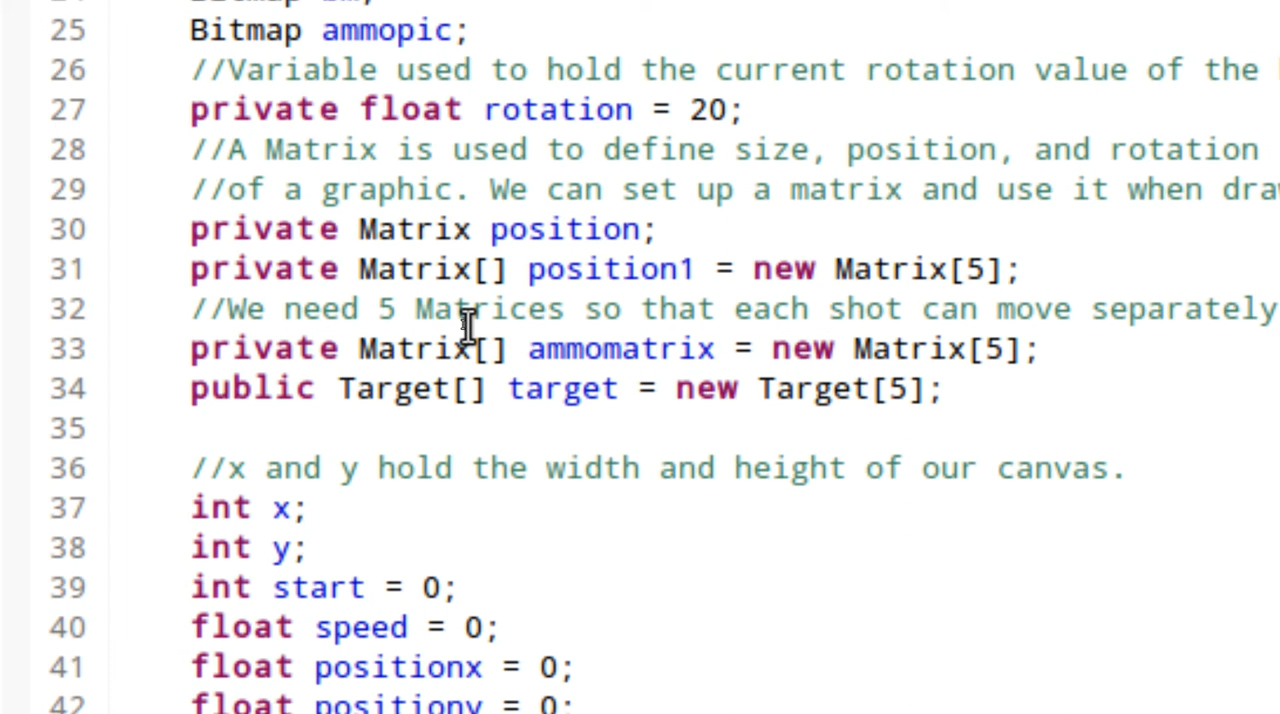 25 Bitmap ammopic;
26 //Variable used to hold the current rotation value of the
27 private float rotation = 20;
28 //A Matrix is used to define size, position, and rotation
29 //of a graphic. We can set up a matrix and use it when
30 private Matrix position;
31 private Matrix[] position1 = new Matrix[5];
32 //We need 5 Matrices so that each shot can move separately
33 private Matrix[] ammomatrix = new Matrix[5];
34 public Target[] target = new Target[5];
35
36 //x and y hold the width and height of our canvas.
37 int x;
38 int y;
39 int start = 0;
40 float speed = 0;
41 float positionx = 0;
42 float positiony = 0;